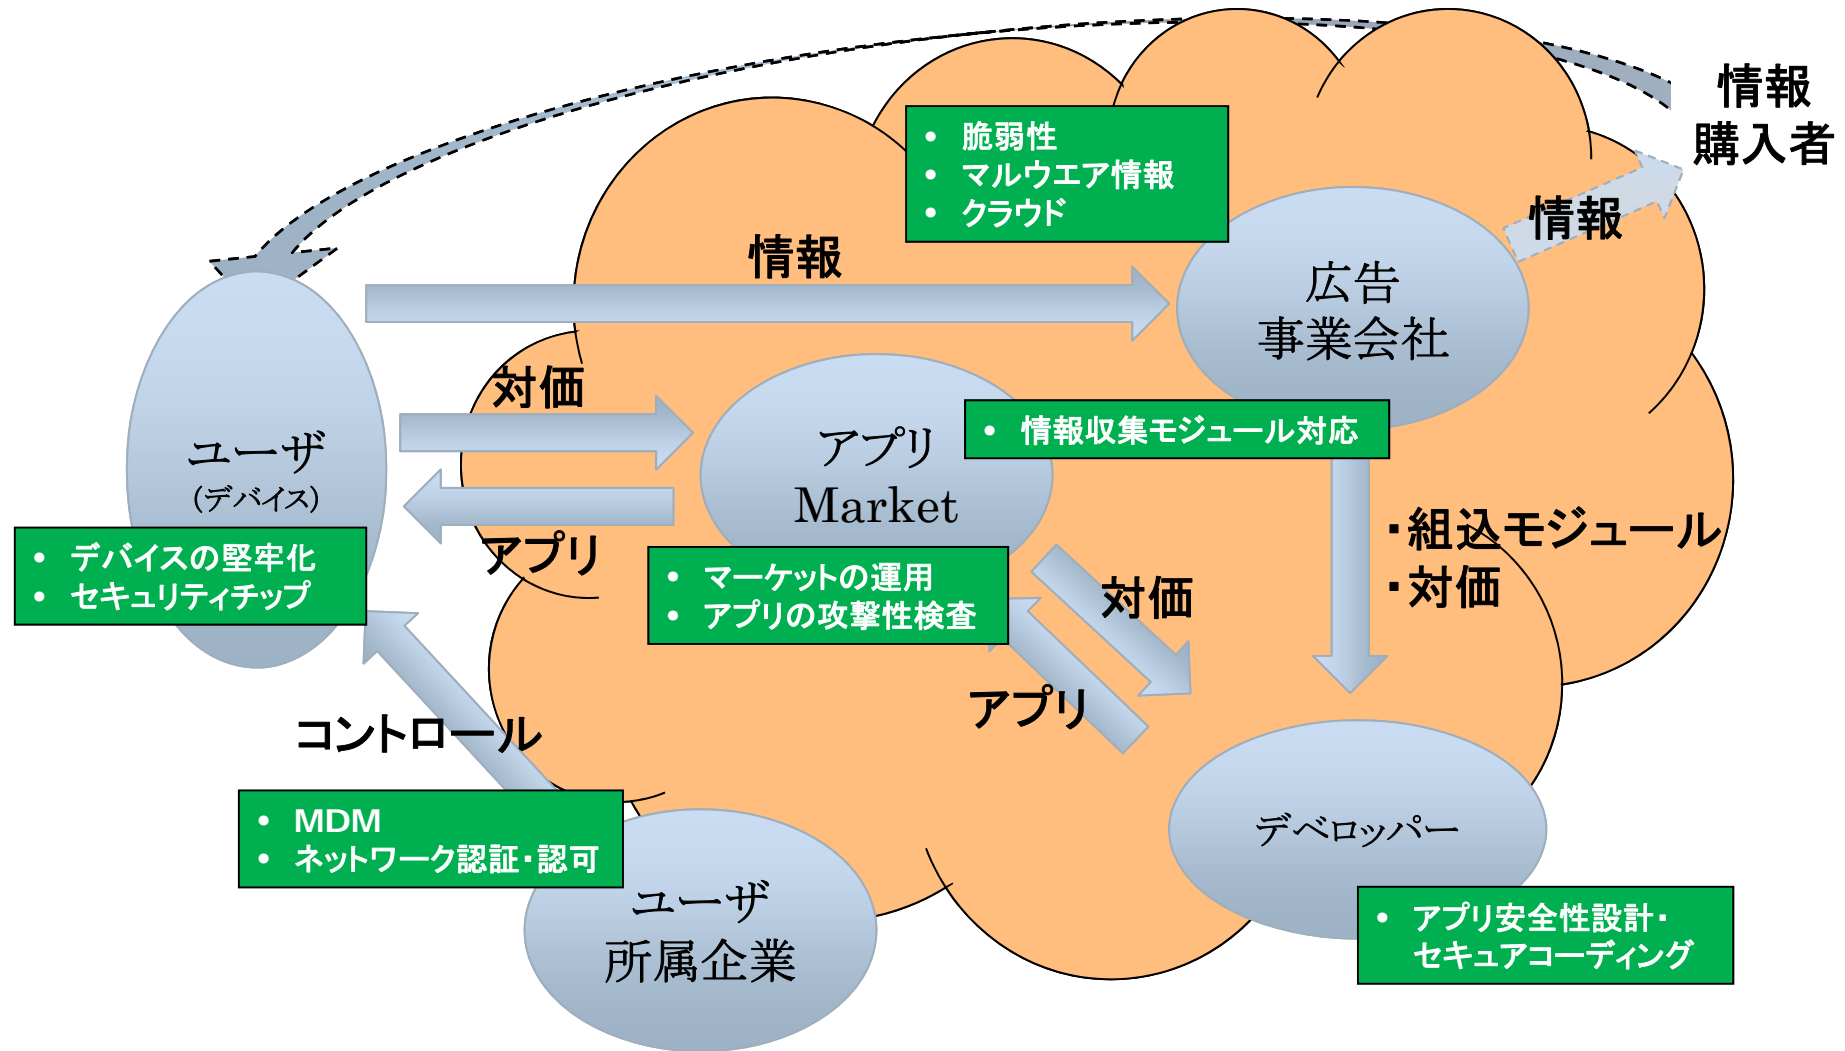 情報
購入者
・脆弱性
・マルウエア情報
・クラウド
情報
情報
広告
事業会社
対価
アプリ
Market
・情報収集モジュール対応
ユーザ
(デバイス)
・デバイスの堅牢化
・セキュリティチップ
アプリ
・マーケットの運用
・アプリの攻撃性検査
・組込モジュール
・対価
対価
アプリ
コントロール
・MDM
・ネットワーク認証・認可
デベロッパー
ユーザ
所属企業
・アプリ安全性設計・
セキュアコーディング